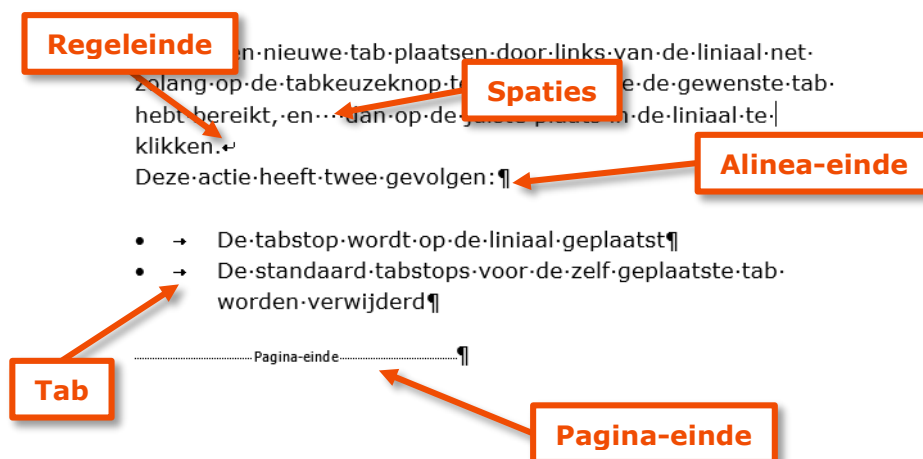 Regeleinde
en·nieuwe·tab·plaatsen·door·links·van·de·liniaal·net·
zolang·op·de·tabkeuzeknop· de·gewenste·tab·
Spaties
hebt·bereikt,·en····dan·op·de· in·de·liniaal·te·
klikken.↵
Alinea-einde
Deze·actie·heeft·twee·gevolgen:¶
• → De·tabstop·wordt·op·de·liniaal·geplaatst¶
• → De·standaard·tabstops·voor·de·zelf·geplaatste·tab·
worden·verwijderd¶
Pagina-einde ¶
Tab
Pagina-einde